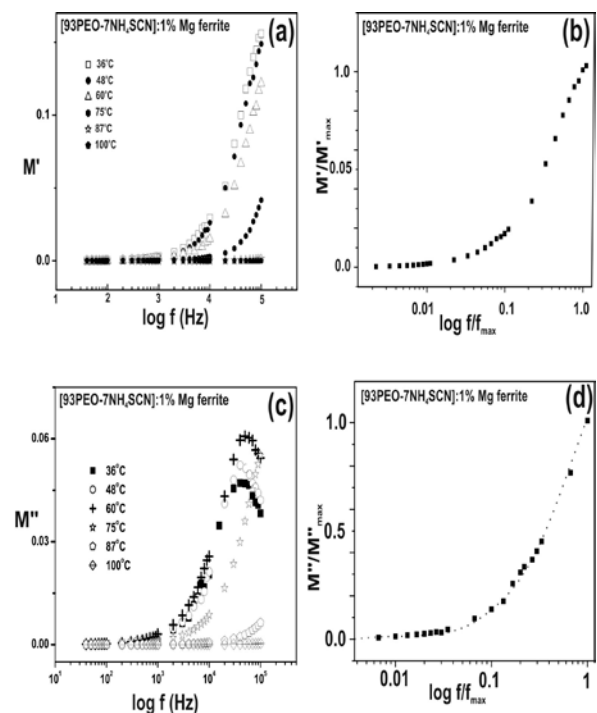 [93PEO-7NH4SCN]:1% Mg ferrite
(a)
36°C
48°C
60°C
75°C
87°C
100°C
0.1
0.0
M'
1 2 3 4 5
log f (Hz)
[93PEO-7NH4SCN]:1% Mg ferrite
(b)
1.0
0.05
0.0
M'/M'max
0.01 0.1 1.0
log f/fmax
[93PEO-7NH4SCN]:1% Mg ferrite
(c)
36°C
48°C
60°C
75°C
87°C
100°C
0.06
0.03
0.00
M"
10¹ 10² 10³ 10⁴ 10⁵
log f (Hz)
[93PEO-7NH4SCN]:1% Mg ferrite
(d)
1.0
0.5
0.0
M"/M"max
0.01 0.1 1
log f/fmax